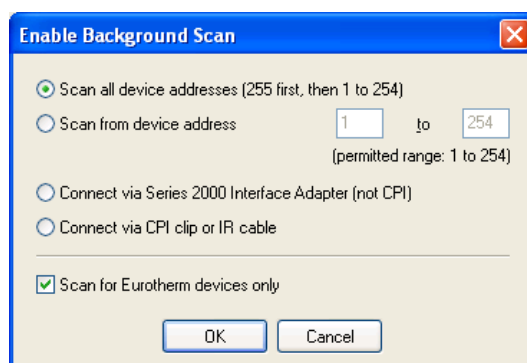 Enable Background Scan
Scan all device addresses (255 first, then 1 to 254)
Scan from device address 1 to 254
(permitted range: 1 to 254)
Connect via Series 2000 Interface Adapter (not CPI)
Connect via CPI clip or IR cable
Scan for Eurotherm devices only
OK Cancel